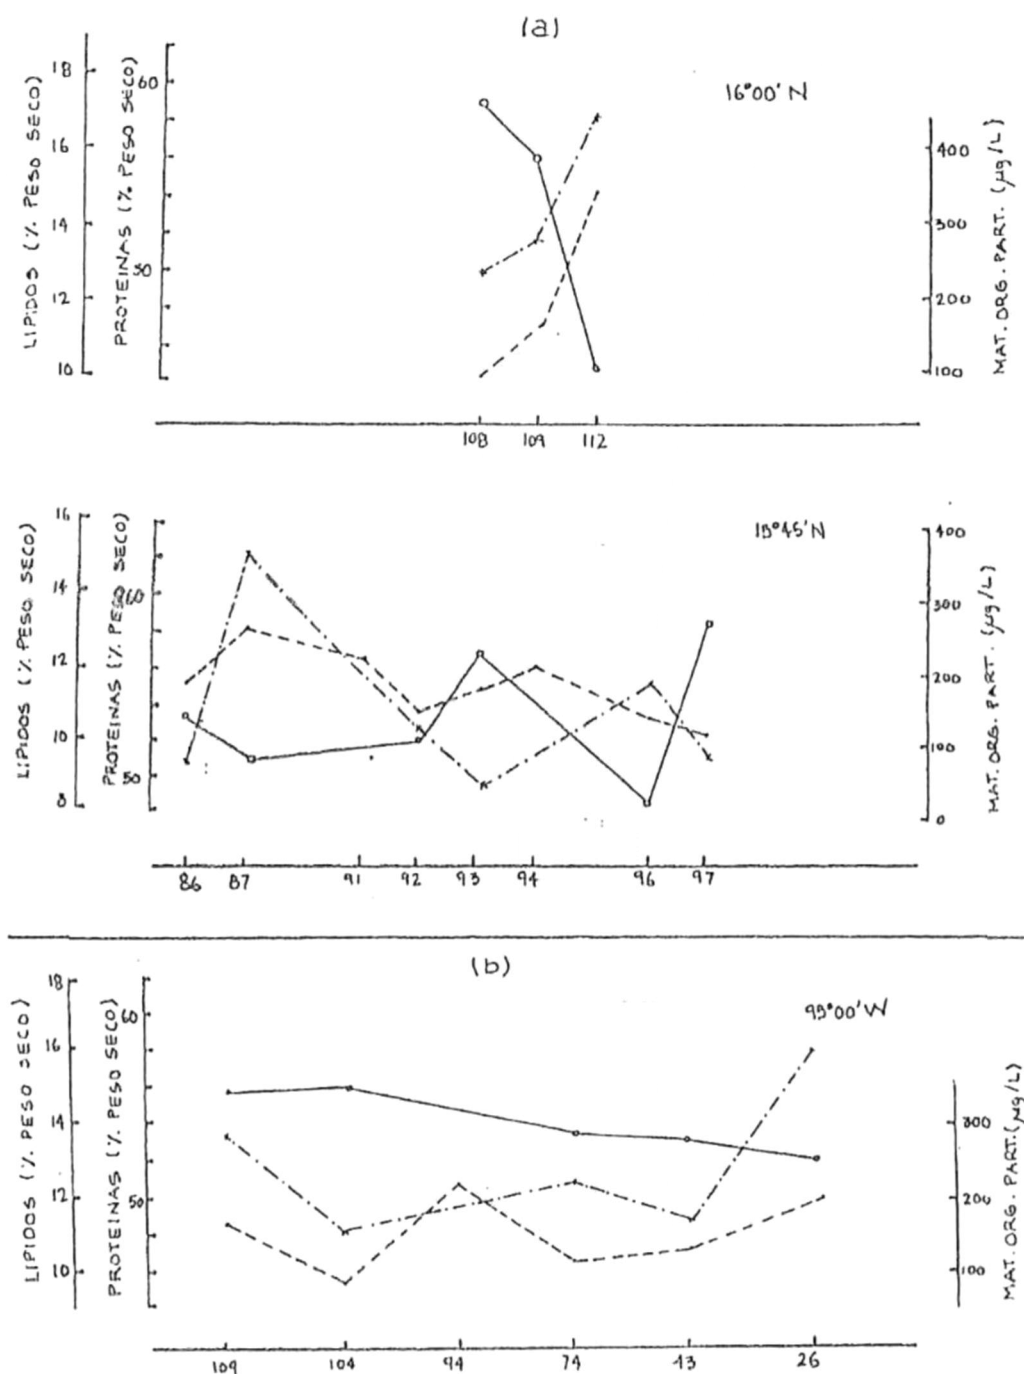 (a)
16°00' N
LIPIDOS (% PESO SECO)
18
16
14
12
10
PROTEINAS (% PESO SECO)
60
50
MAT. ORG. PART. (µg/L)
400
300
200
100
108 109 112
19°45'N
LIPIDOS (% PESO SECO)
16
14
12
10
8
PROTEINAS (% PESO SECO)
60
50
MAT. ORG. PART. (µg/L)
400
300
200
100
0
86 87 91 92 93 94 96 97
(b)
95°00'W
LIPIDOS (% PESO SECO)
18
16
14
12
10
PROTEINAS (% PESO SECO)
60
50
MAT. ORG. PART. (µg/L)
300
200
100
109 104 94 74 43 26